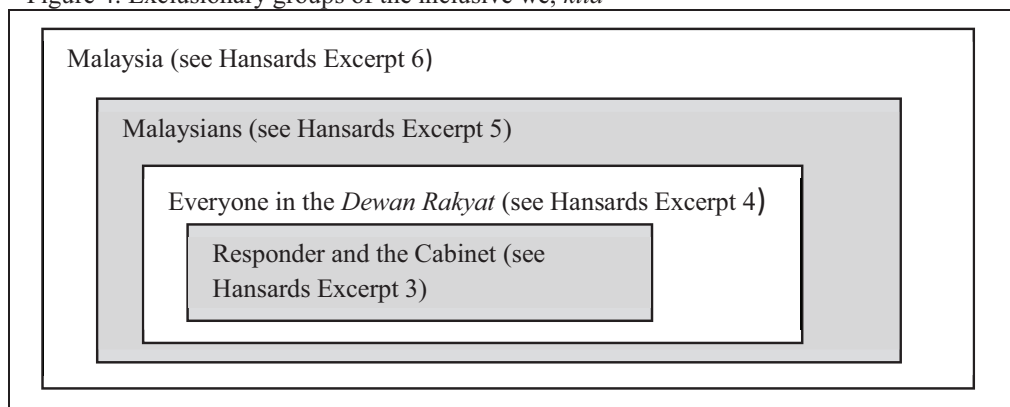 Figure 4: Exclusionary groups of the inclusive we, kita
Malaysia (see Hansards Excerpt 6)
Malaysians (see Hansards Excerpt 5)
Everyone in the Dewan Rakyat (see Hansards Excerpt 4)
Responder and the Cabinet (see
Hansards Excerpt 3)